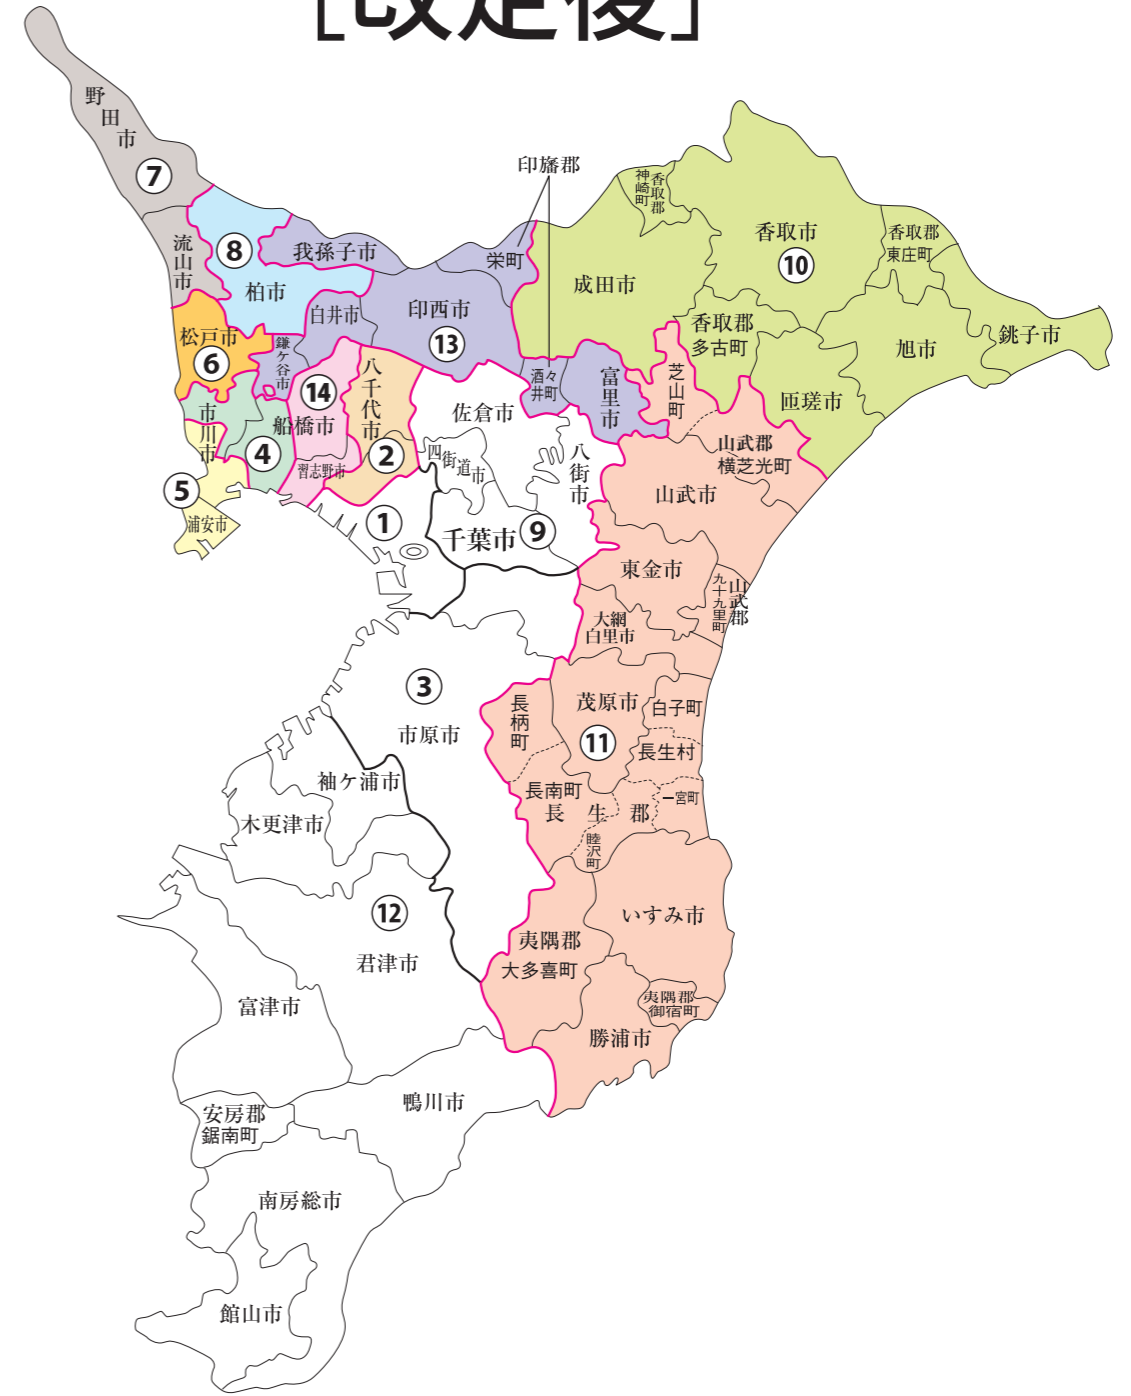 [改定後]
野田市
⑦
流山市
⑧
柏市
我孫子市
印旛郡
栄町
印西市
⑬
白井市
松戸市
⑥
鎌ケ谷市
市川市
④
船橋市
⑭
習志野市
八千代市
②
⑤
浦安市
①
佐倉市
四街道市
八街市
千葉市
⑨
酒々井町
富里市
成田市
香取郡
神崎町
香取市
⑩
香取郡
東庄町
香取郡
多古町
旭市
銚子市
匝瑳市
芝山町
山武郡
横芝光町
山武市
東金市
山武郡
九十九里町
大網
白里市
③
市原市
長柄町
茂原市
⑪
白子町
長生村
長南町
長生郡
一宮町
睦沢町
袖ケ浦市
木更津市
⑫
君津市
富津市
いすみ市
夷隅郡
大多喜町
夷隅郡
御宿町
勝浦市
鴨川市
安房郡
鋸南町
南房総市
館山市